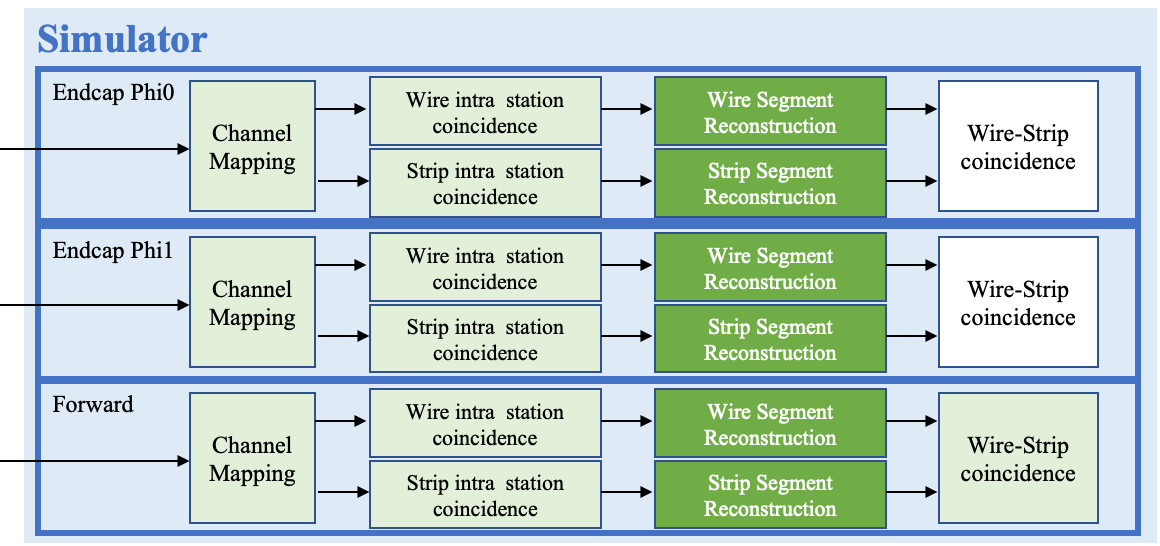 Simulator
Endcap Phi0
Channel
Mapping
Wire intra station
coincidence
Strip intra station
coincidence
Wire Segment
Reconstruction
Strip Segment
Reconstruction
Wire-Strip
coincidence
Endcap Phi1
Channel
Mapping
Wire intra station
coincidence
Strip intra station
coincidence
Wire Segment
Reconstruction
Strip Segment
Reconstruction
Wire-Strip
coincidence
Forward
Channel
Mapping
Wire intra station
coincidence
Strip intra station
coincidence
Wire Segment
Reconstruction
Strip Segment
Reconstruction
Wire-Strip
coincidence